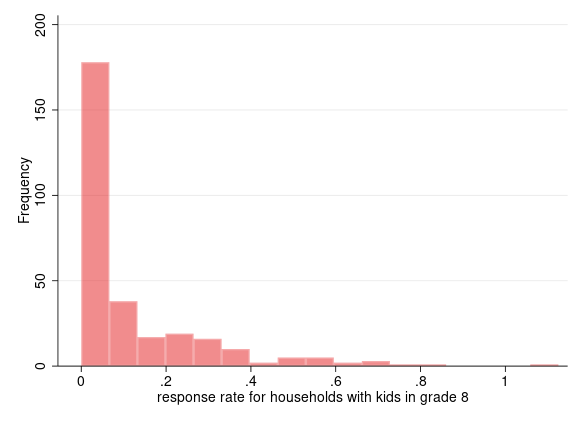 Frequency
200
150
100
50
0
0 .2 .4 .6 .8 1
response rate for households with kids in grade 8